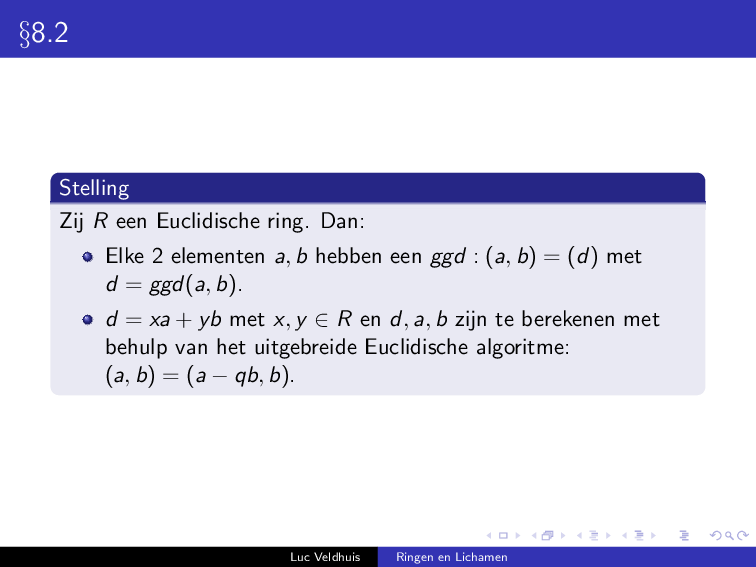 §8.2
Stelling
Zij R een Euclidische ring. Dan:
Elke 2 elementen a, b hebben een ggd : (a, b) = (d) met
d = ggd(a, b).
d = xa + yb met x, y ∈ R en d, a, b zijn te berekenen met
behulp van het uitgebreide Euclidische algoritme:
(a, b) = (a − qb, b).
Luc Veldhuis Ringen en Lichamen